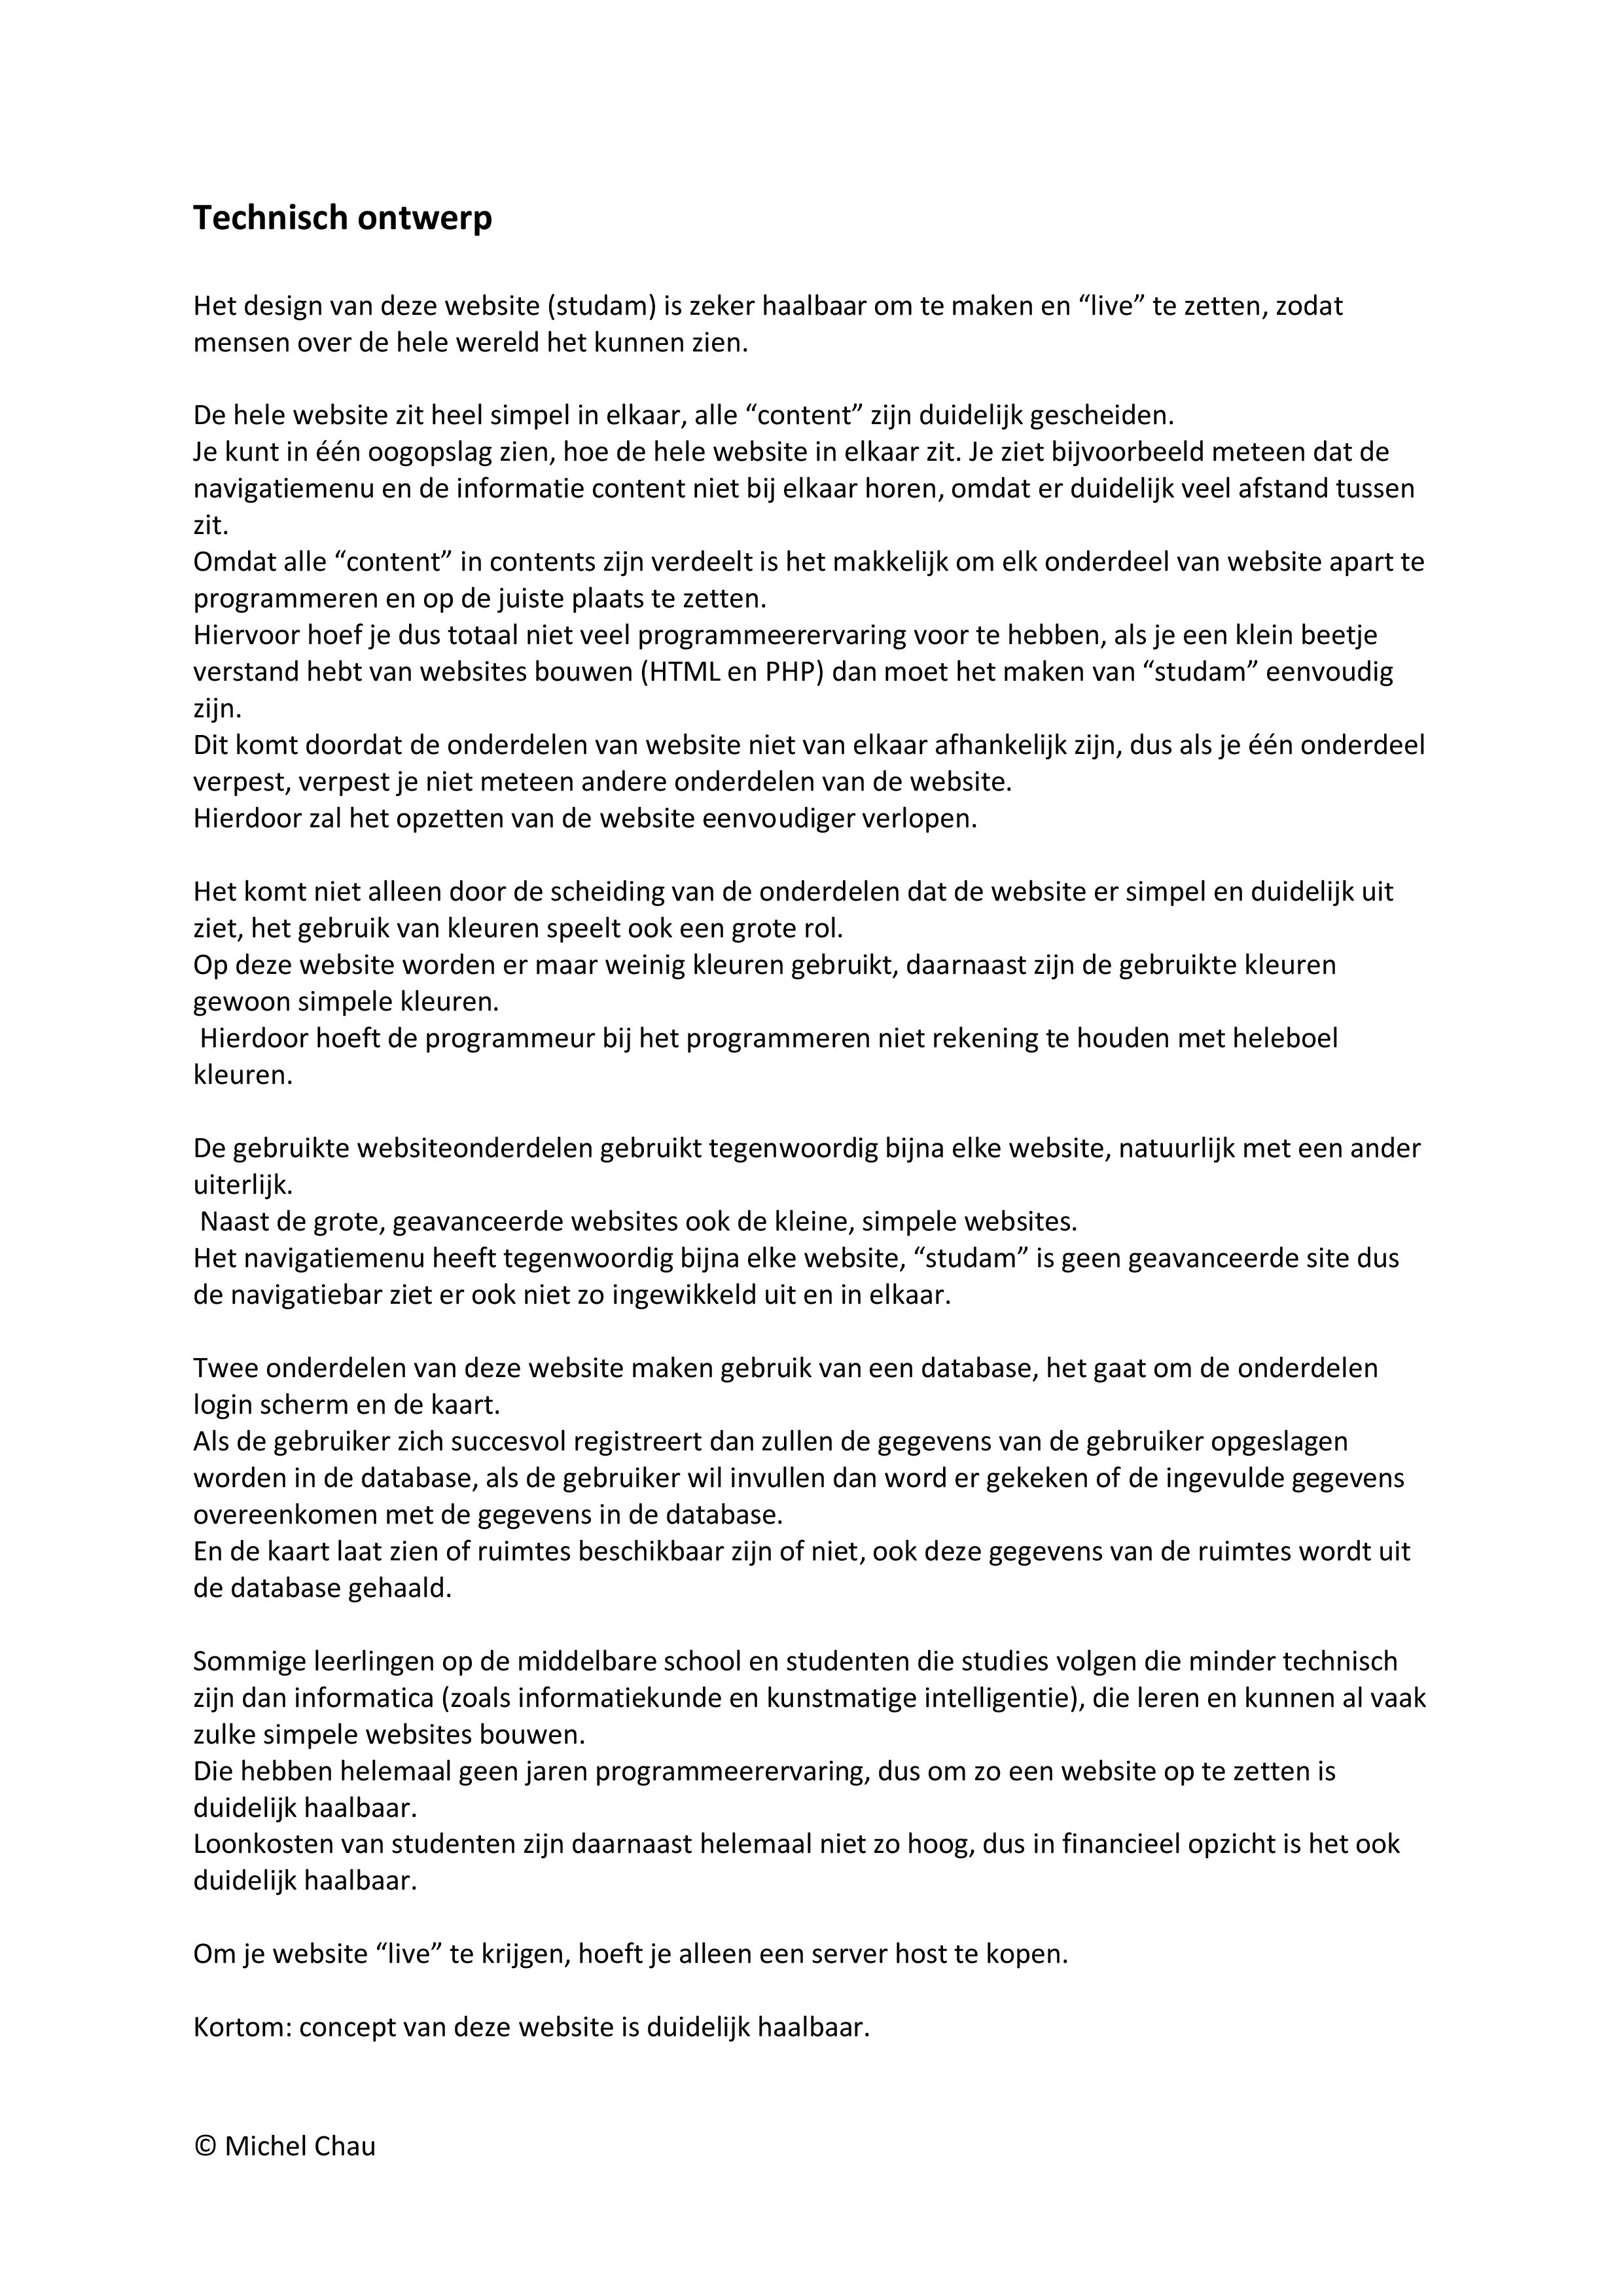 Technisch ontwerp
Het design van deze website (studam) is zeker haalbaar om te maken en “live” te zetten, zodat
mensen over de hele wereld het kunnen zien.
De hele website zit heel simpel in elkaar, alle “content” zijn duidelijk gescheiden.
Je kunt in één oogopslag zien, hoe de hele website in elkaar zit. Je ziet bijvoorbeeld meteen dat de
navigatiemenu en de informatie content niet bij elkaar horen, omdat er duidelijk veel afstand tussen
zit.
Omdat alle “content” in contents zijn verdeelt is het makkelijk om elk onderdeel van website apart te
programmeren en op de juiste plaats te zetten.
Hiervoor hoef je dus totaal niet veel programmeerervaring voor te hebben, als je een klein beetje
verstand hebt van websites bouwen (HTML en PHP) dan moet het maken van “studam” eenvoudig
zijn.
Dit komt doordat de onderdelen van website niet van elkaar afhankelijk zijn, dus als je één onderdeel
verpest, verpest je niet meteen andere onderdelen van de website.
Hierdoor zal het opzetten van de website eenvoudiger verlopen.
Het komt niet alleen door de scheiding van de onderdelen dat de website er simpel en duidelijk uit
ziet, het gebruik van kleuren speelt ook een grote rol.
Op deze website worden er maar weinig kleuren gebruikt, daarnaast zijn de gebruikte kleuren
gewoon simpele kleuren.
Hierdoor hoeft de programmeur bij het programmeren niet rekening te houden met heleboel
kleuren.
De gebruikte websiteonderdelen gebruikt tegenwoordig bijna elke website, natuurlijk met een ander
uiterlijk.
Naast de grote, geavanceerde websites ook de kleine, simpele websites.
Het navigatiemenu heeft tegenwoordig bijna elke website, “studam” is geen geavanceerde site dus
de navigatiebar ziet er ook niet zo ingewikkeld uit en in elkaar.
Twee onderdelen van deze website maken gebruik van een database, het gaat om de onderdelen
login scherm en de kaart.
Als de gebruiker zich succesvol registreert dan zullen de gegevens van de gebruiker opgeslagen
worden in de database, als de gebruiker wil invullen dan word er gekeken of de ingevulde gegevens
overeenkomen met de gegevens in de database.
En de kaart laat zien of ruimtes beschikbaar zijn of niet, ook deze gegevens van de ruimtes wordt uit
de database gehaald.
Sommige leerlingen op de middelbare school en studenten die studies volgen die minder technisch
zijn dan informatica (zoals informatiekunde en kunstmatige intelligentie), die leren en kunnen al vaak
zulke simpele websites bouwen.
Die hebben helemaal geen jaren programmeerervaring, dus om zo een website op te zetten is
duidelijk haalbaar.
Loonkosten van studenten zijn daarnaast helemaal niet zo hoog, dus in financieel opzicht is het ook
duidelijk haalbaar.
Om je website “live” te krijgen, hoeft je alleen een server host te kopen.
Kortom: concept van deze website is duidelijk haalbaar.
© Michel Chau